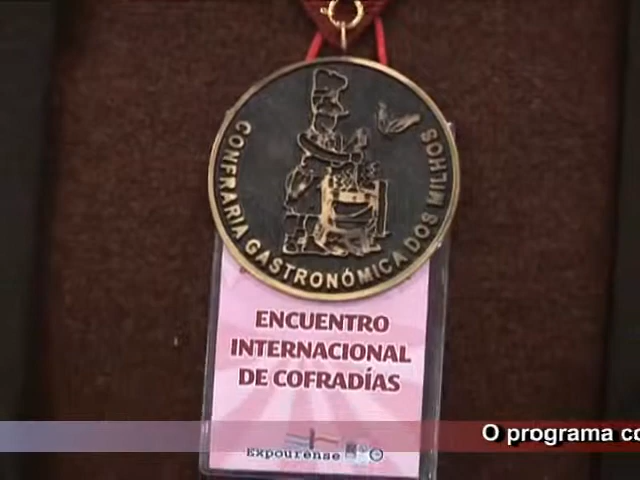 CONFRARIA GASTRONÓMICA DOS MILHOS
ENCUENTRO
INTERNACIONAL
DE COFRADÍAS
Expourense
O programa co